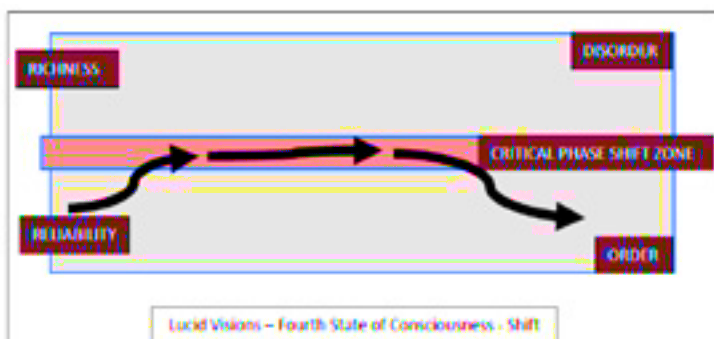 RICHNESS
DISORDER
CRITICAL PHASE SHIFT ZONE
RELIABILITY
ORDER
Lucid Visions – Fourth State of Consciousness - Shift